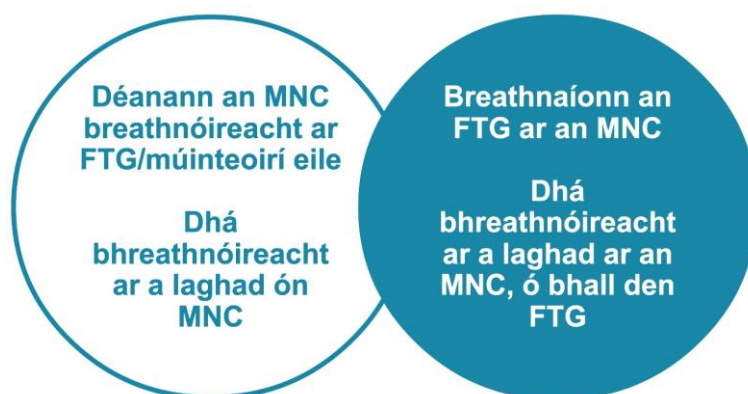 Déanann an MNC
breathnóireacht ar
FTG/múinteoirí eile
Dhá
bhreathnóireacht
ar a laghad ón
MNC
Breathnaíonn an
FTG ar an MNC
Dhá
bhreathnóireacht
ar a laghad ar an
MNC, ó bhall den
FTG